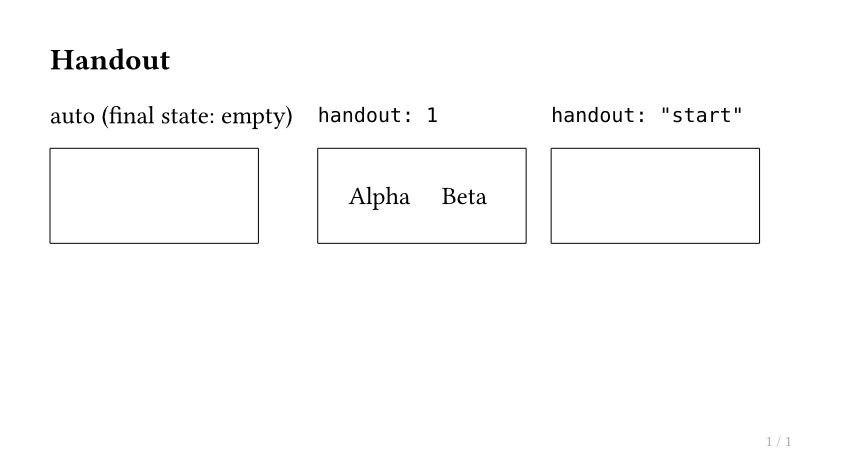 Handout
auto (final state: empty)
handout: 1
handout: "start"
Alpha Beta
1 / 1